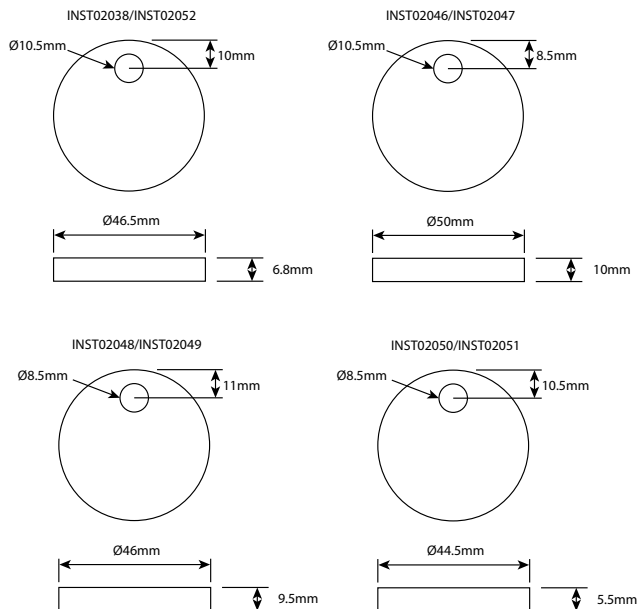 INST02038/INST02052
Ø10.5mm
10mm
Ø46.5mm
6.8mm
INST02046/INST02047
Ø10.5mm
8.5mm
Ø50mm
10mm
INST02048/INST02049
Ø8.5mm
11mm
Ø46mm
9.5mm
INST02050/INST02051
Ø8.5mm
10.5mm
Ø44.5mm
5.5mm